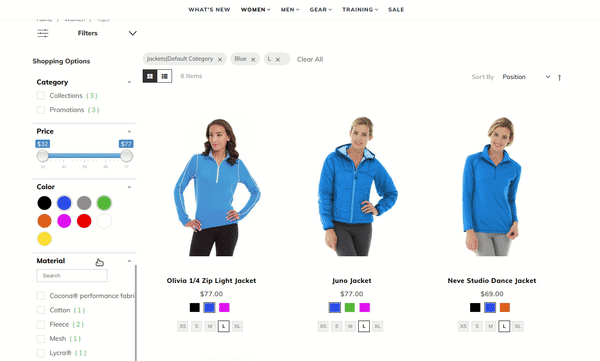 WHAT'S NEW WOMEN MEN GEAR TRAINING SALE
Home Women Tops
Filters
Jackets|Default Category × Blue × L × Clear All
Shopping Options
6 Items
Sort By Position
Category
Collections ( 3 )
Promotions ( 3 )
Price
$32 $77
Color
Material
Search
Cocona® performance fabri
Cotton ( 1 )
Fleece ( 2 )
Mesh ( 1 )
Lycra® ( 1 )
Olivia 1/4 Zip Light Jacket
$77.00
XS S M L XL
Juno Jacket
$77.00
XS S M L XL
Neve Studio Dance Jacket
$69.00
XS S M L XL